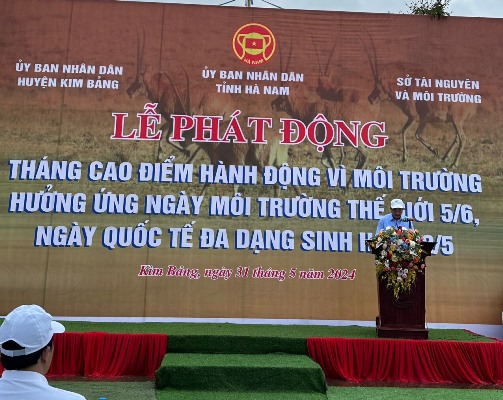 HÀ NAM
ỦY BAN NHÂN DÂN
HUYỆN KIM BẢNG
ỦY BAN NHÂN DÂN
TỈNH HÀ NAM
SỞ TÀI NGUYÊN
VÀ MÔI TRƯỜNG
LỄ PHÁT ĐỘNG
THÁNG CAO ĐIỂM HÀNH ĐỘNG VÌ MÔI TRƯỜNG
HƯỞNG ỨNG NGÀY MÔI TRƯỜNG THẾ GIỚI 5/6,
NGÀY QUỐC TẾ ĐA DẠNG SINH
Kim Bảng, ngày 31 tháng 5 năm 2024